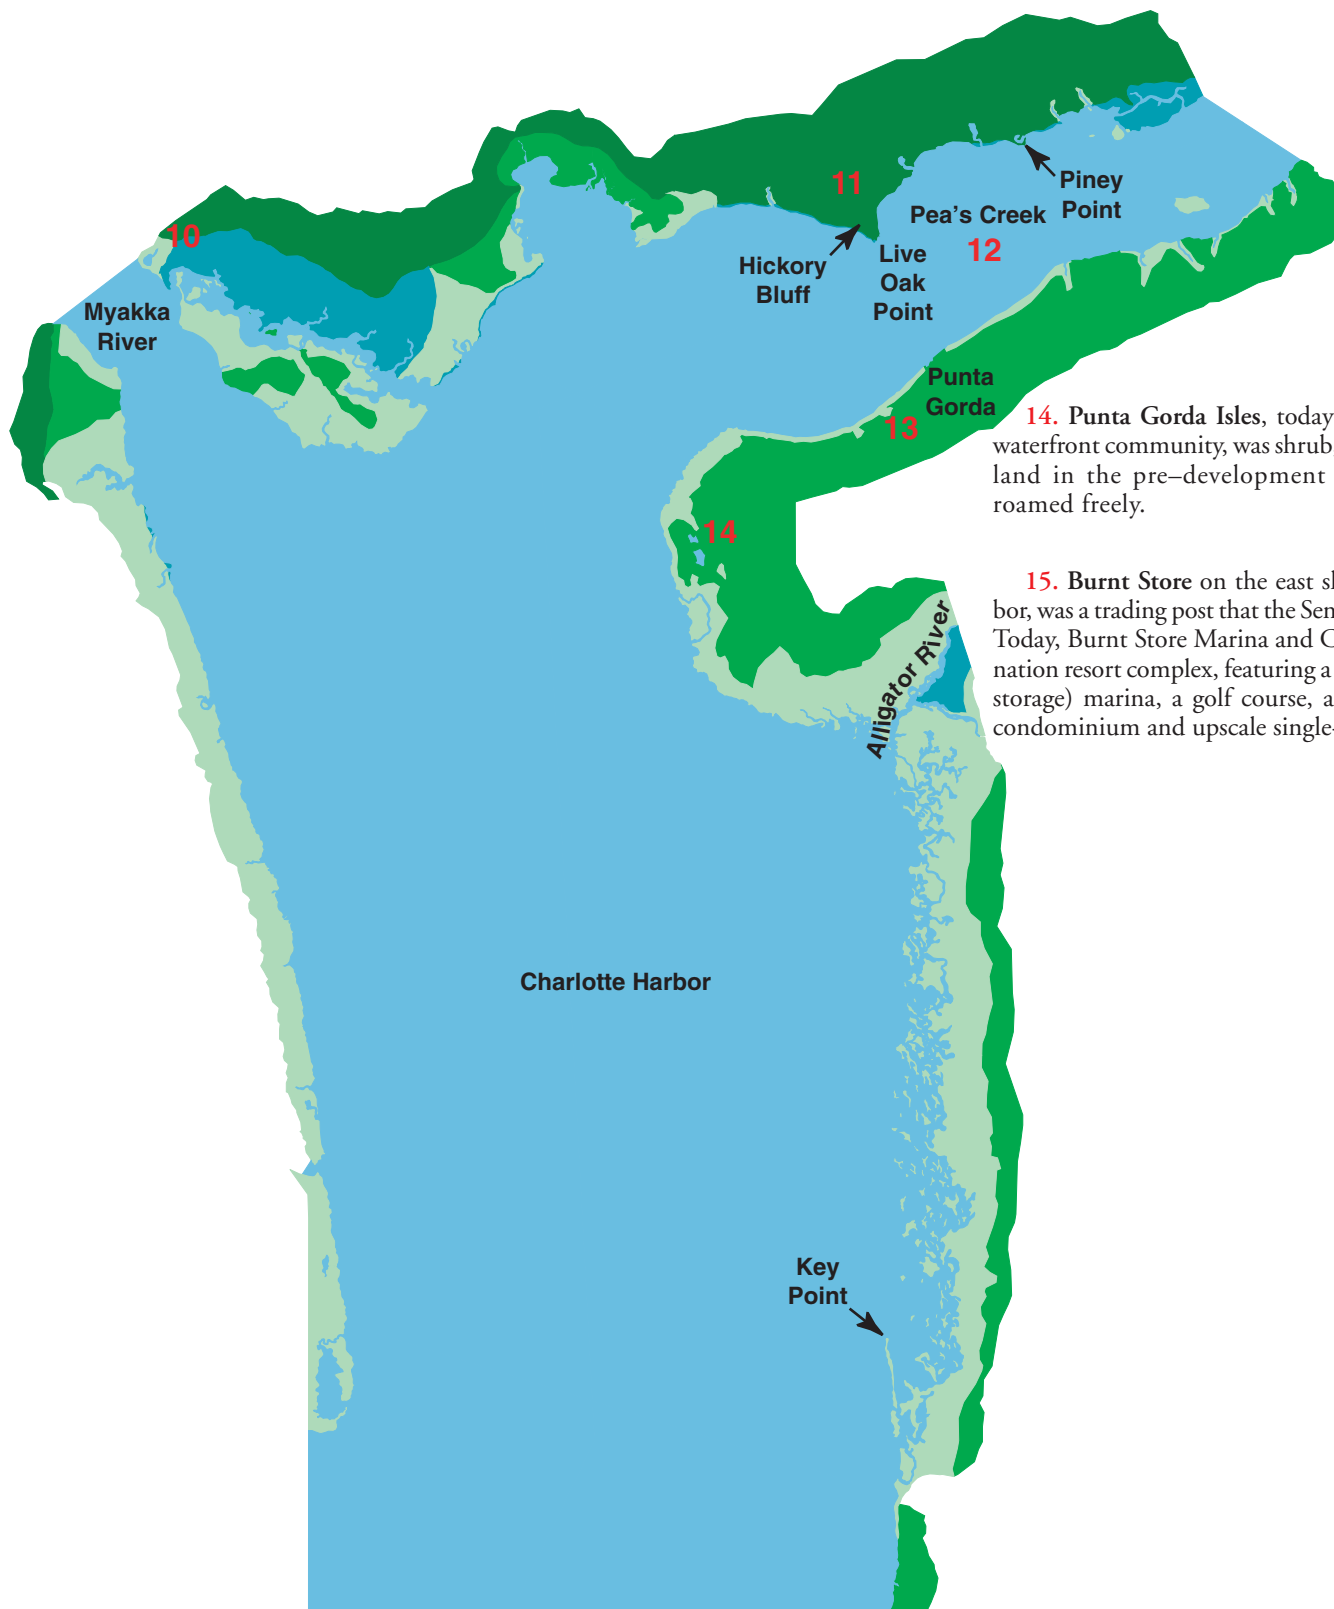 11
Piney
Point
Pea's Creek
12
10
Hickory
Bluff
Live
Oak
Point
Myakka
River
Punta
Gorda
13
14. Punta Gorda Isles, today
waterfront community, was shrub
land in the pre–development
roamed freely.
14
15. Burnt Store on the east sh
bor, was a trading post that the Sem
Today, Burnt Store Marina and C
nation resort complex, featuring a
storage) marina, a golf course, a
condominium and upscale single-
Alligator River
Charlotte Harbor
Key
Point